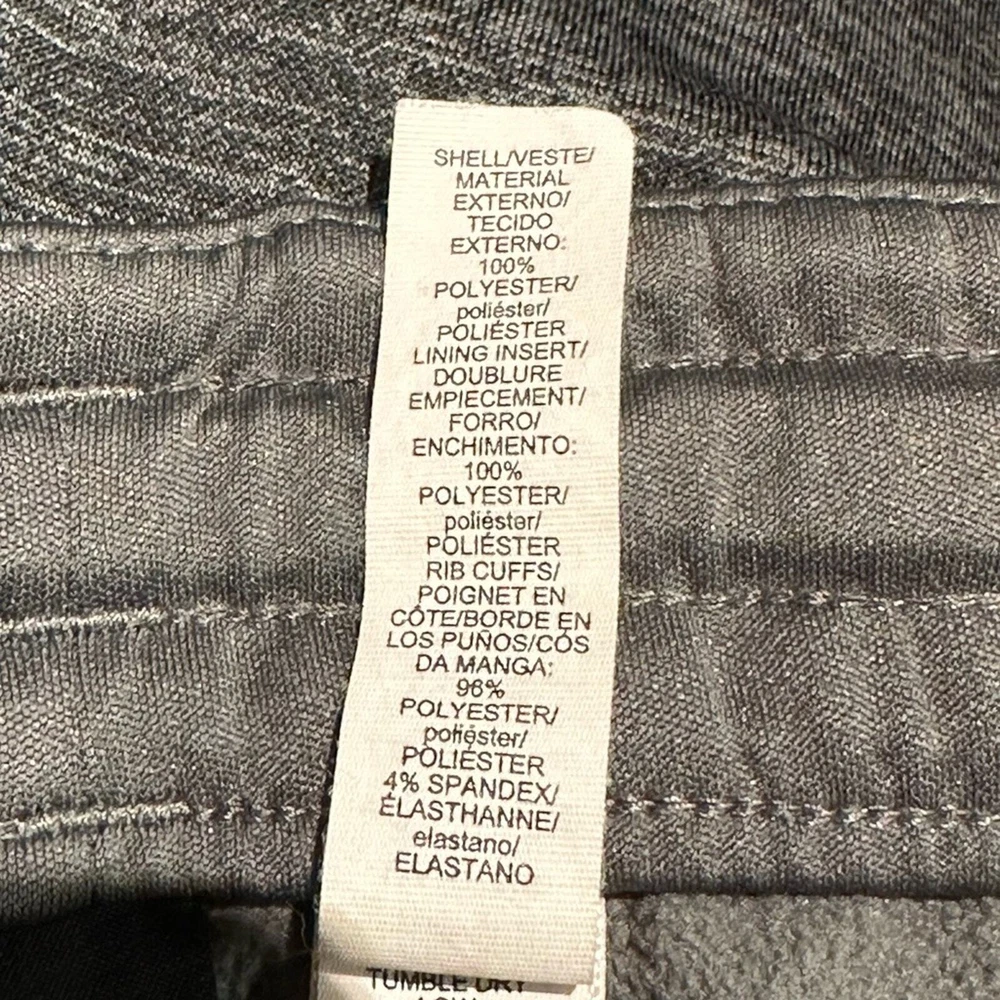 SHELL/VESTE/
MATERIAL
EXTERNO/
TECIDO
EXTERNO:
100%
POLYESTER/
poliéster/
POLIÉSTER
LINING INSERT/
DOUBLURE
EMPIECEMENT/
FORRO/
ENCHIMENTO:
100%
POLYESTER/
poliéster/
POLIÉSTER
RIB CUFFS/
POIGNET EN
CÔTE/BORDE EN
LOS PUÑOS/CÓS
DA MANGA:
96%
POLYESTER/
poliéster/
POLIÉSTER
4% SPANDEX/
ÉLASTHANNE/
elastano/
ELASTANO
TUMBLE DRY